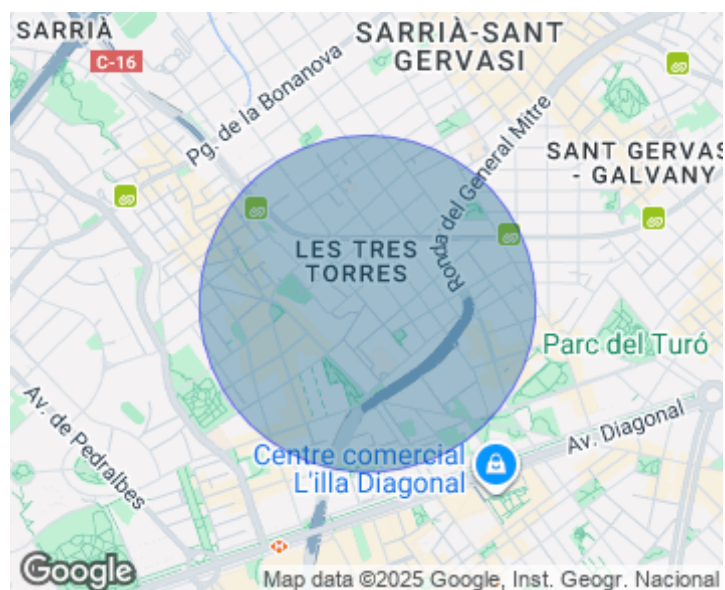 SARRIÀ
C-16
SARRIÀ-SANT
GERVASI
Pg. de la Bonanova
Ronda del General Mitre
SANT GERVAS
- GALVANY
LES TRES
TORRES
Parc del Turó
Av. de Pedralbes
Centre comercial
L'illa Diagonal
Av. Diagonal
Google
Map data ©2025 Google, Inst. Geogr. Nacional